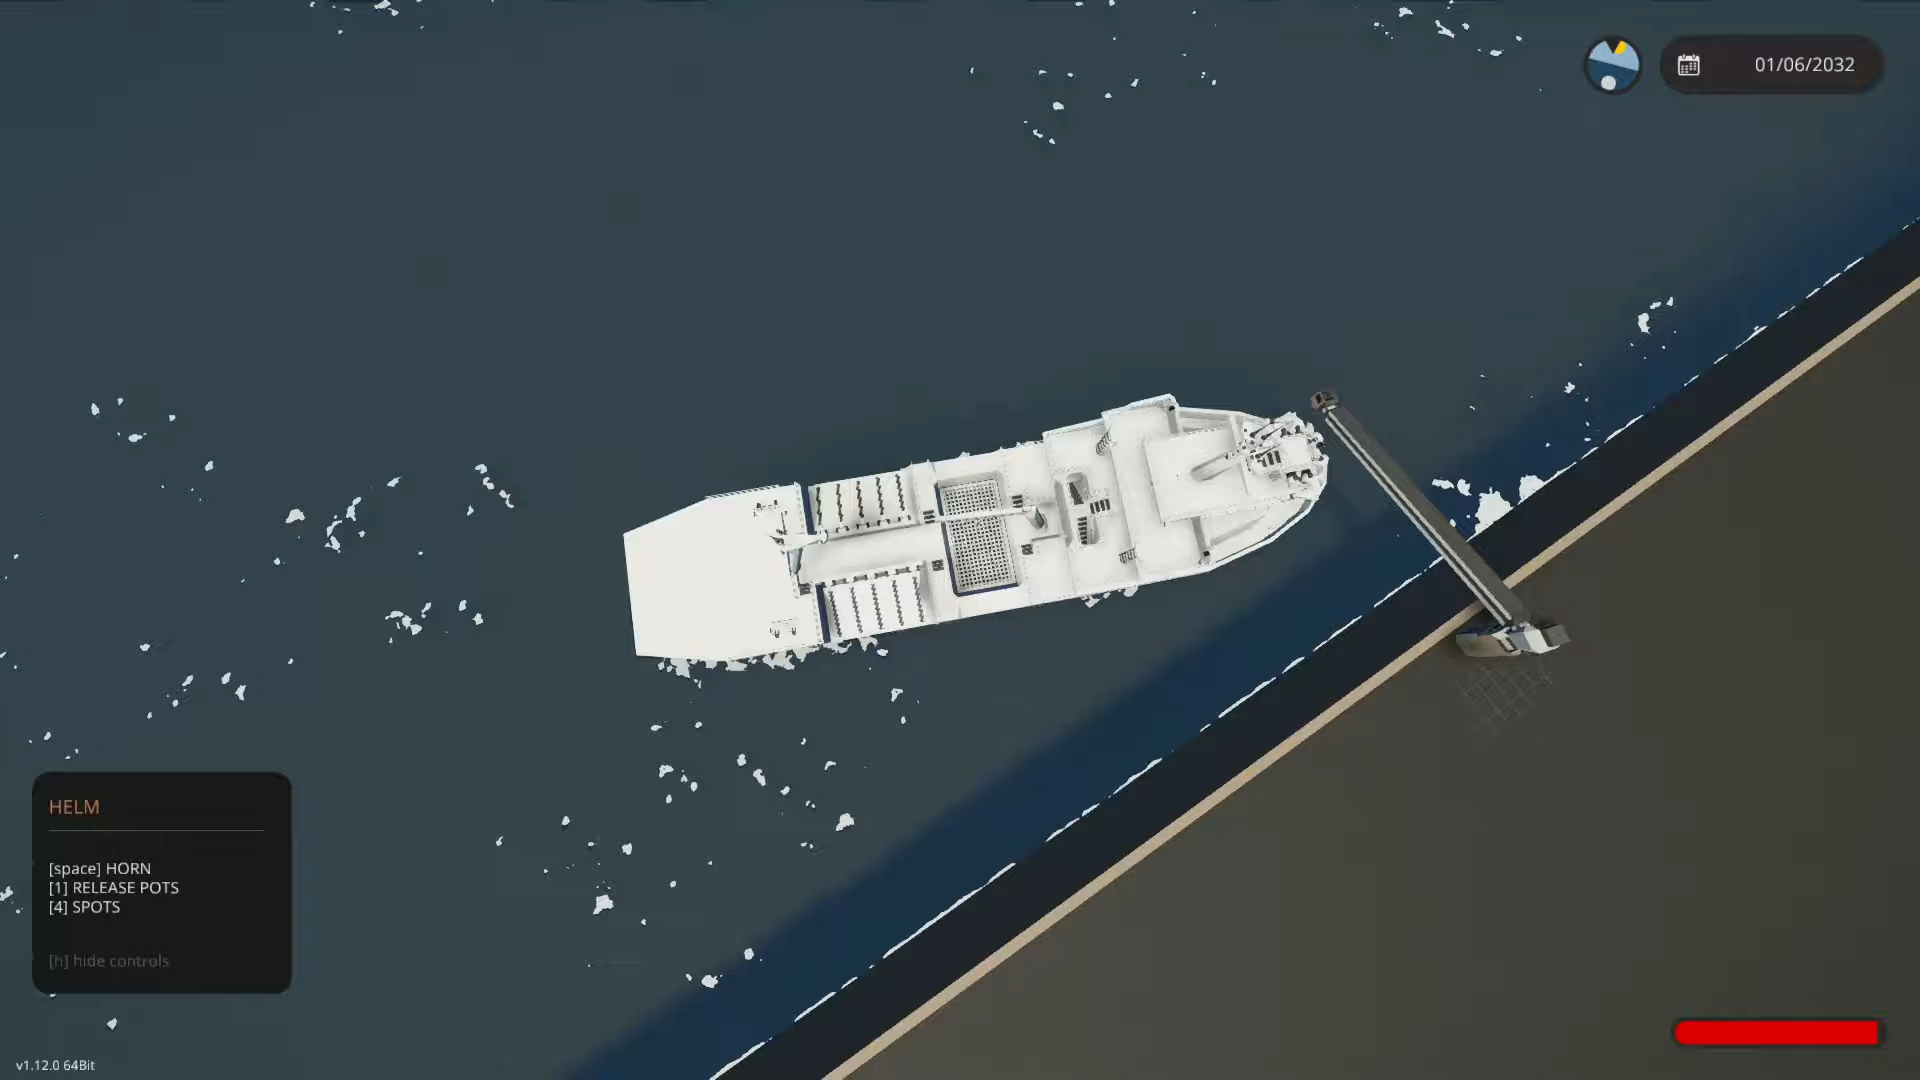 01/06/2032
HELM
[space] HORN
[1] RELEASE POTS
[4] SPOTS
[h] hide controls
v1.12.0 64Bit